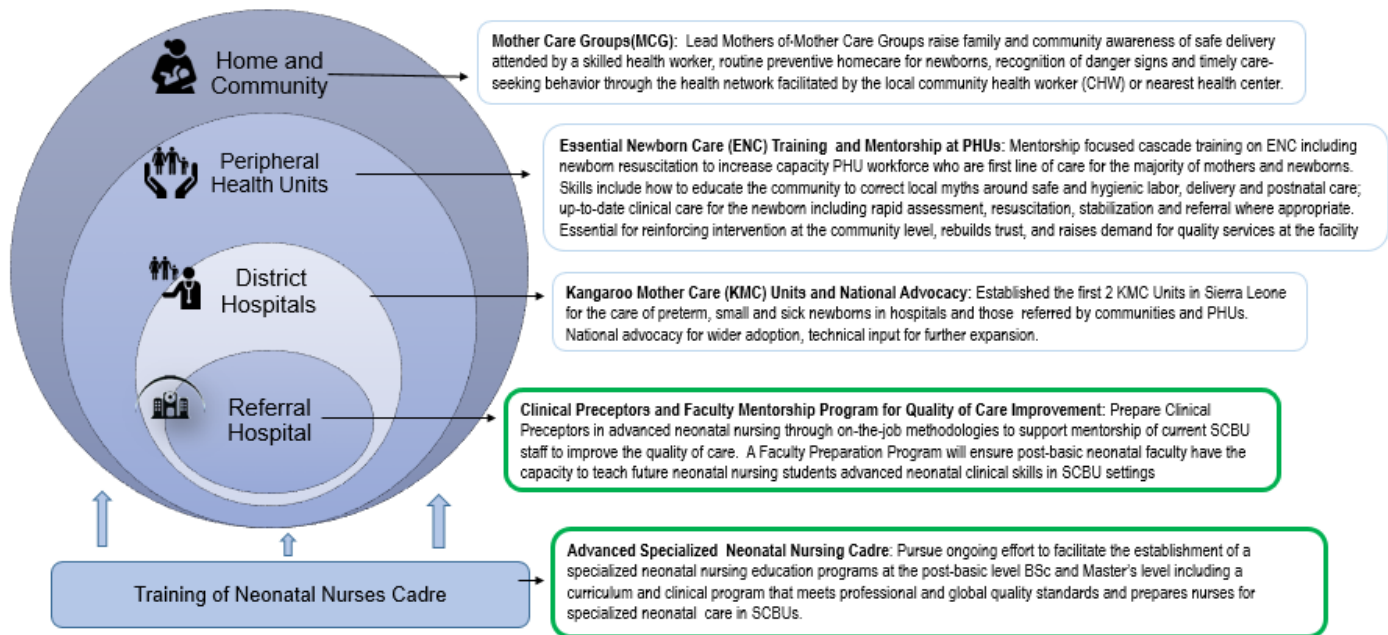 Home and
Community
Mother Care Groups(MCG): Lead Mothers of-Mother Care Groups raise family and community awareness of safe delivery
attended by a skilled health worker, routine preventive homecare for newborns, recognition of danger signs and timely care-
seeking behavior through the health network facilitated by the local community health worker (CHW) or nearest health center.
Peripheral
Health Units
Essential Newborn Care (ENC) Training and Mentorship at PHUs: Mentorship focused cascade training on ENC including
newborn resuscitation to increase capacity PHU workforce who are first line of care for the majority of mothers and newborns.
Skills include how to educate the community to correct local myths around safe and hygienic labor, delivery and postnatal care;
up-to-date clinical care for the newborn including rapid assessment, resuscitation, stabilization and referral where appropriate.
Essential for reinforcing intervention at the community level, rebuilds trust, and raises demand for quality services at the facility
District
Hospitals
Kangaroo Mother Care (KMC) Units and National Advocacy: Established the first 2 KMC Units in Sierra Leone
for the care of preterm, small and sick newborns in hospitals and those referred by communities and PHUs.
National advocacy for wider adoption, technical input for further expansion.
Referral
Hospital
Clinical Preceptors and Faculty Mentorship Program for Quality of Care Improvement: Prepare Clinical
Preceptors in advanced neonatal nursing through on-the-job methodologies to support mentorship of current SCBU
staff to improve the quality of care. A Faculty Preparation Program will ensure post-basic neonatal faculty have the
capacity to teach future neonatal nursing students advanced neonatal clinical skills in SCBU settings
Training of Neonatal Nurses Cadre
Advanced Specialized Neonatal Nursing Cadre: Pursue ongoing effort to facilitate the establishment of a
specialized neonatal nursing education programs at the post-basic level BSc and Master's level including a
curriculum and clinical program that meets professional and global quality standards and prepares nurses for
specialized neonatal care in SCBUs.